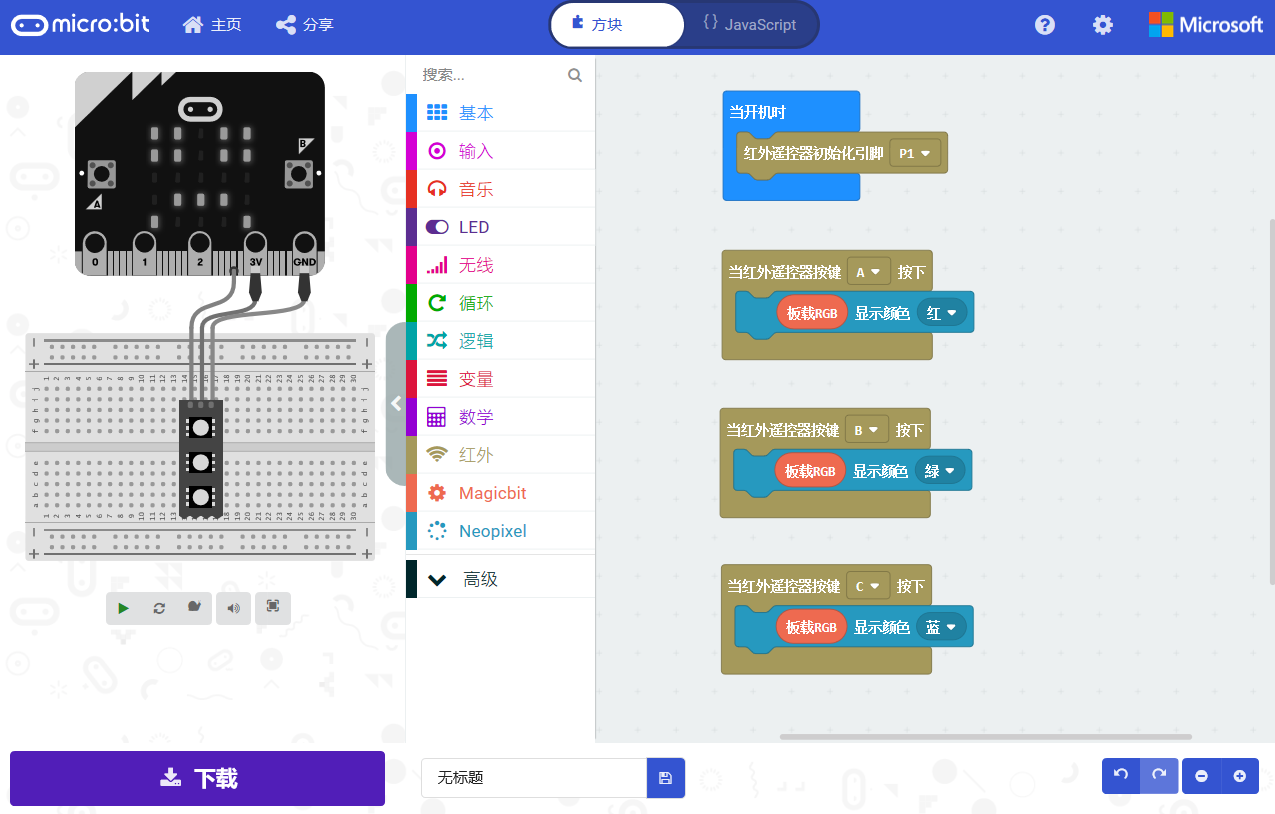 micro:bit 主页 分享 方块 {} JavaScript ? Microsoft
搜索...
基本
输入
音乐
LED
无线
循环
逻辑
变量
数学
红外
Magicbit
Neopixel
高级
B
A
0 1 2 3V GND
当开机时
红外遥控器初始化引脚 P1
当红外遥控器按键 A 按下
板载RGB 显示颜色 红
当红外遥控器按键 B 按下
板载RGB 显示颜色 绿
当红外遥控器按键 C 按下
板载RGB 显示颜色 蓝
下载
无标题